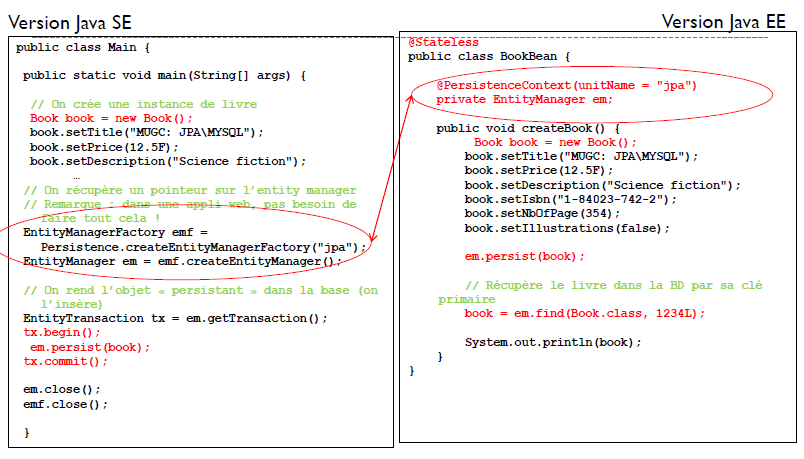 Version Java SE
public class Main {
public static void main(String[] args) {
// On crée une instance de livre
Book book = new Book();
book.setTitle("MUGC: JPA\MYSQL");
book.setPrice(12.5F);
book.setDescription("Science fiction");
…
// On récupère un pointeur sur l’entity manager
// Remarque : dans une appli web, pas besoin de
faire tout cela !
EntityManagerFactory emf =
Persistence.createEntityManagerFactory("jpa");
EntityManager em = emf.createEntityManager();
// On rend l’objet « persistant » dans la base (on
l’insère)
EntityTransaction tx = em.getTransaction();
tx.begin();
em.persist(book);
tx.commit();
em.close();
emf.close();
}
Version Java EE
@Stateless
public class BookBean {
@PersistenceContext(unitName = "jpa")
private EntityManager em;
public void createBook() {
Book book = new Book();
book.setTitle("MUGC: JPA\MYSQL");
book.setPrice(12.5F);
book.setDescription("Science fiction");
book.setIsbn("1-84023-742-2");
book.setNbOfPage(354);
book.setIllustrations(false);
em.persist(book);
// Récupère le livre dans la BD par sa clé
primaire
book = em.find(Book.class, 1234L);
System.out.println(book);
}
}